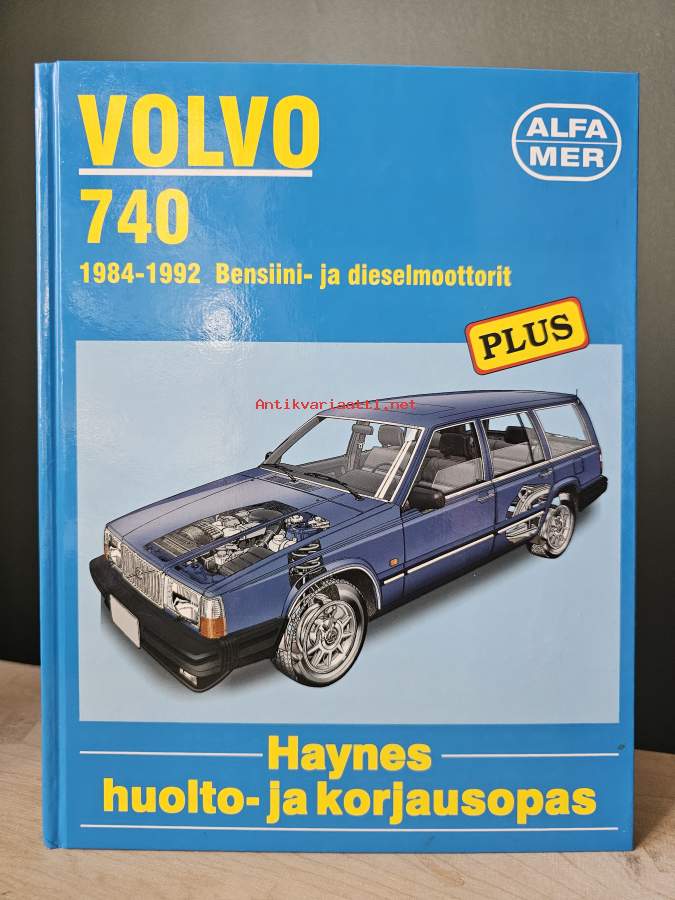 VOLVO
740
1984-1992 Bensiini- ja dieselmoottorit
ALFA
MER
PLUS
Antikvariaatti.net
Haynes
huolto- ja korjausopas